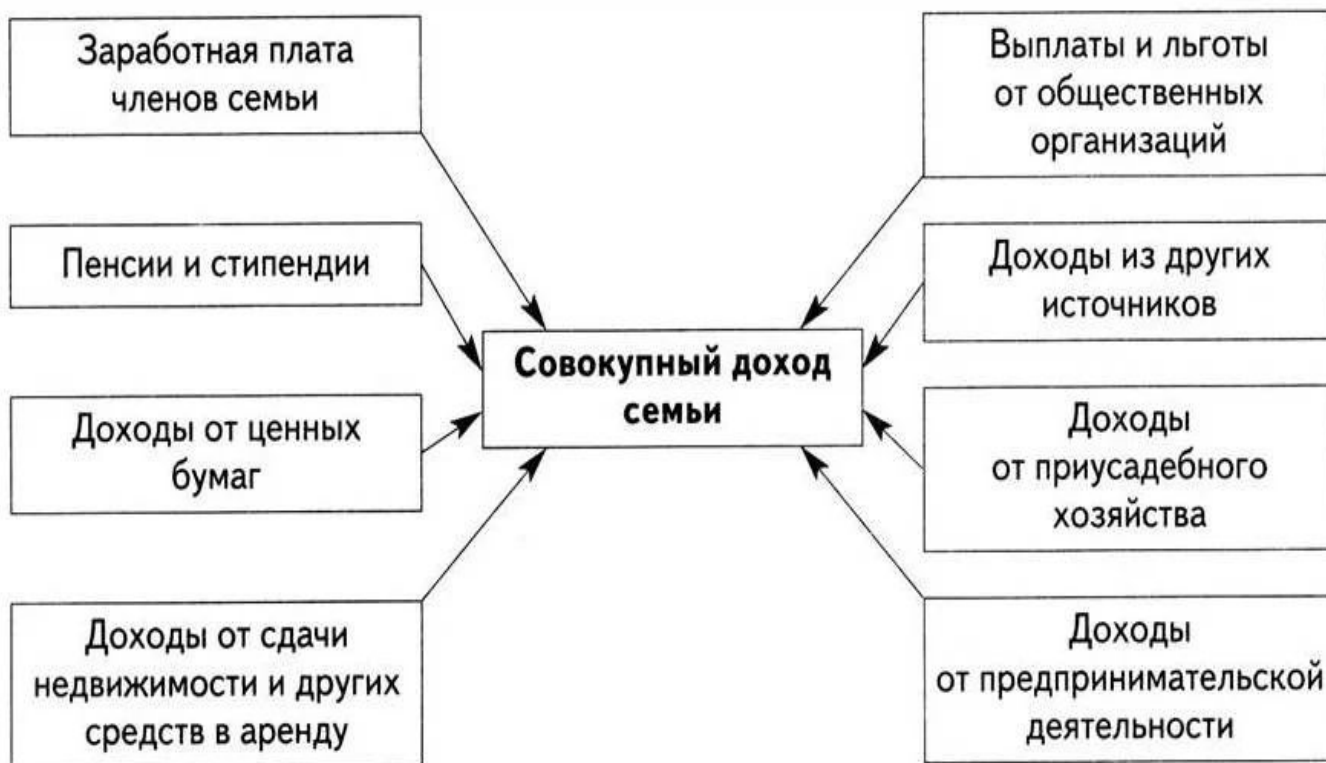 Заработная плата
членов семьи
Пенсии и стипендии
Доходы от ценных
бумаг
Доходы от сдачи
недвижимости и других
средств в аренду
Совокупный доход
семьи
Выплаты и льготы
от общественных
организаций
Доходы из других
источников
Доходы
от приусадебного
хозяйства
Доходы
от предпринимательской
деятельности